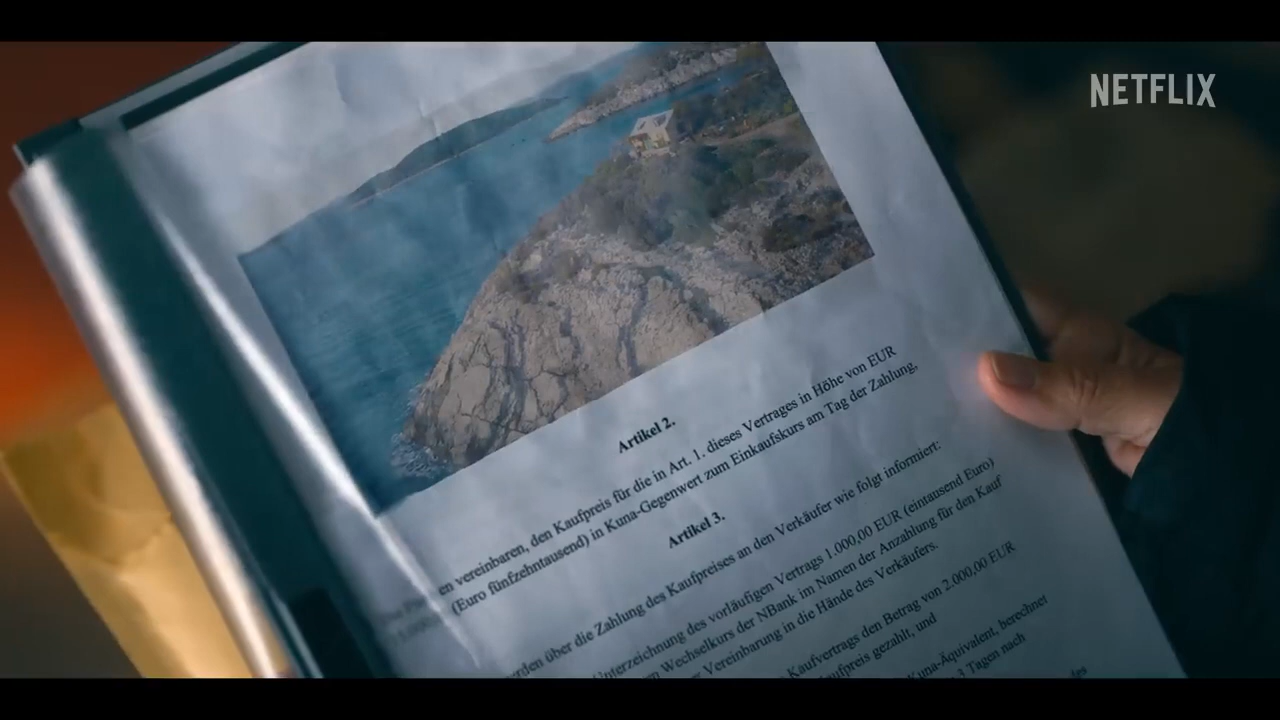 NETFLIX
Artikel 2.
en vereinbaren, den Kaufpreis für die in Art. 1. dieses Vertrages in Höhe von EUR
(Euro fünfzehntausend) in Kuna-Gegenwert zum Einkaufskurs am Tag der Zahlung,
Artikel 3.
erden über die Zahlung des Kaufpreises an den Verkäufer wie folgt informiert:
Unterzeichnung des vorläufigen Vertrags 1.000,00 EUR (eintausend Euro)
m Wechselkurs der NBank im Namen der Anzahlung für den Kauf
r Vereinbarung in die Hände des Verkäufers.
Kaufvertrags den Betrag von 2.000,00 EUR
aufpreis gezahlt, und
Kuna-Äquivalent, berechnet
3 Tagen nach
des